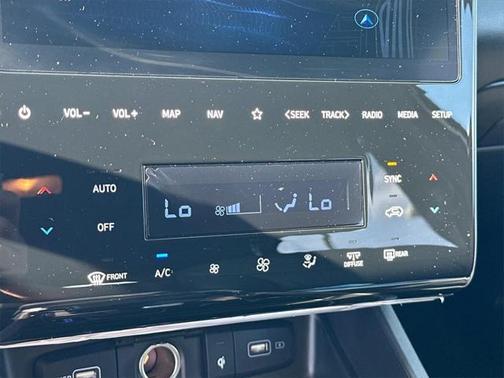 VOL− VOL+ MAP NAV <SEEK TRACK> RADIO MEDIA SETUP
AUTO SYNC
Lo Lo
OFF
FRONT A/C DIFFUSE REAR